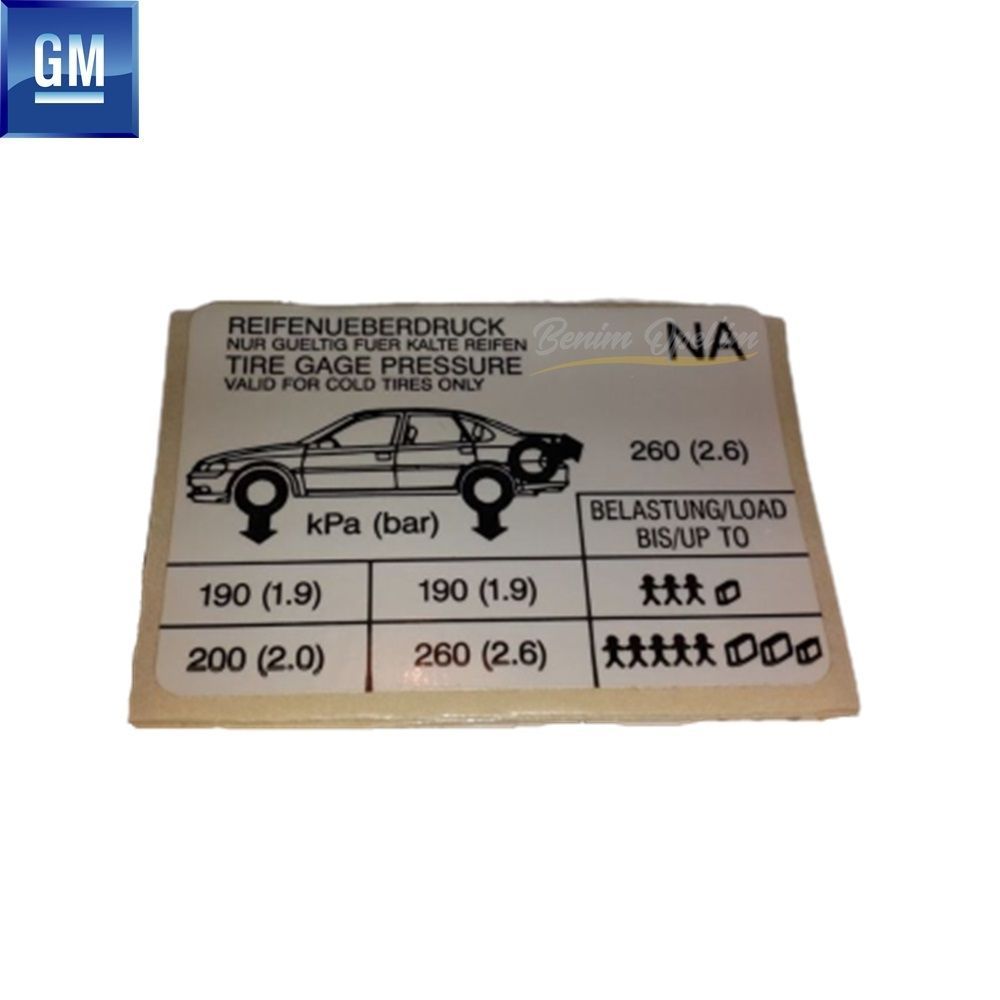 GM
REIFENUEBERDRUCK
NUR GUELTIG FUER KALTE REIFEN
TIRE GAGE PRESSURE
VALID FOR COLD TIRES ONLY
Benim Opelim
NA
260 (2.6)
kPa (bar)
BELASTUNG/LOAD
BIS/UP TO
190 (1.9) 190 (1.9)
200 (2.0) 260 (2.6)